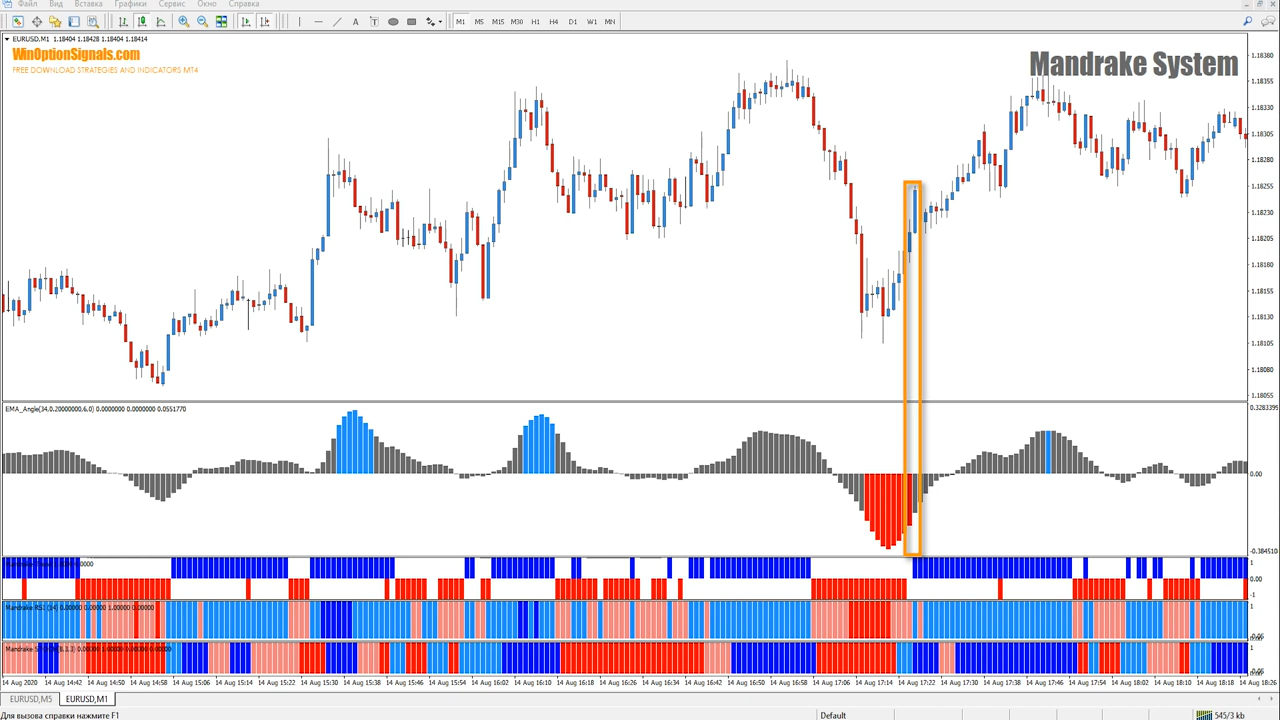 Файл Вид Вставка Графики Сервис Окно Справка
M1 M5 M15 M30 H1 H4 D1 W1 MN
EURUSD,M1 1.18404 1.18428 1.18404 1.18414
WinOptionSignals.com
FREE DOWNLOAD STRATEGIES AND INDICATORS MT4
Mandrake System
1.18380
1.18355
1.18330
1.18305
1.18280
1.18255
1.18230
1.18205
1.18180
1.18155
1.18130
1.18105
1.18080
1.18055
EMA_Angle(34.0.20000000,6,0) 0.0000000 0.0000000 0.0551770
0.3283399
0.00
-0.384510
1
0.00
-1
Mandrake RSI (14) 0.00000 0.00000 1.00000 0.00000
1
1
14 Aug 2020 14 Aug 14:42 14 Aug 14:50 14 Aug 14:58 14 Aug 15:06 14 Aug 15:14 14 Aug 15:22 14 Aug 15:30 14 Aug 15:38 14 Aug 15:46 14 Aug 15:54 14 Aug 16:02 14 Aug 16:10 14 Aug 16:18 14 Aug 16:26 14 Aug 16:34 14 Aug 16:42 14 Aug 16:50 14 Aug 16:58 14 Aug 17:06 14 Aug 17:14 14 Aug 17:22 14 Aug 17:30 14 Aug 17:38 14 Aug 17:46 14 Aug 17:54 14 Aug 18:02 14 Aug 18:10 14 Aug 18:18 14 Aug 18:26
EURUSD,M5 EURUSD,M1
Для вызова справки нажмите F1 Default 545/3 kb